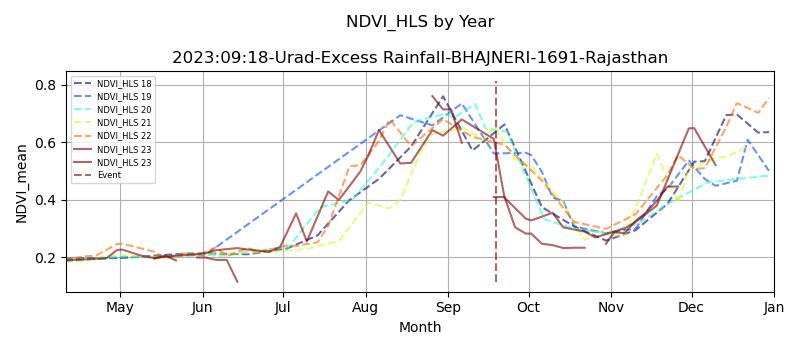 NDVI_HLS by Year
2023:09:18-Urad-Excess Rainfall-BHAJNERI-1691-Rajasthan
NDVI_mean
0.8
0.6
0.4
0.2
NDVI_HLS 18
NDVI_HLS 19
NDVI_HLS 20
NDVI_HLS 21
NDVI_HLS 22
NDVI_HLS 23
NDVI_HLS 23
Event
May Jun Jul Aug Sep Oct Nov Dec Jan
Month